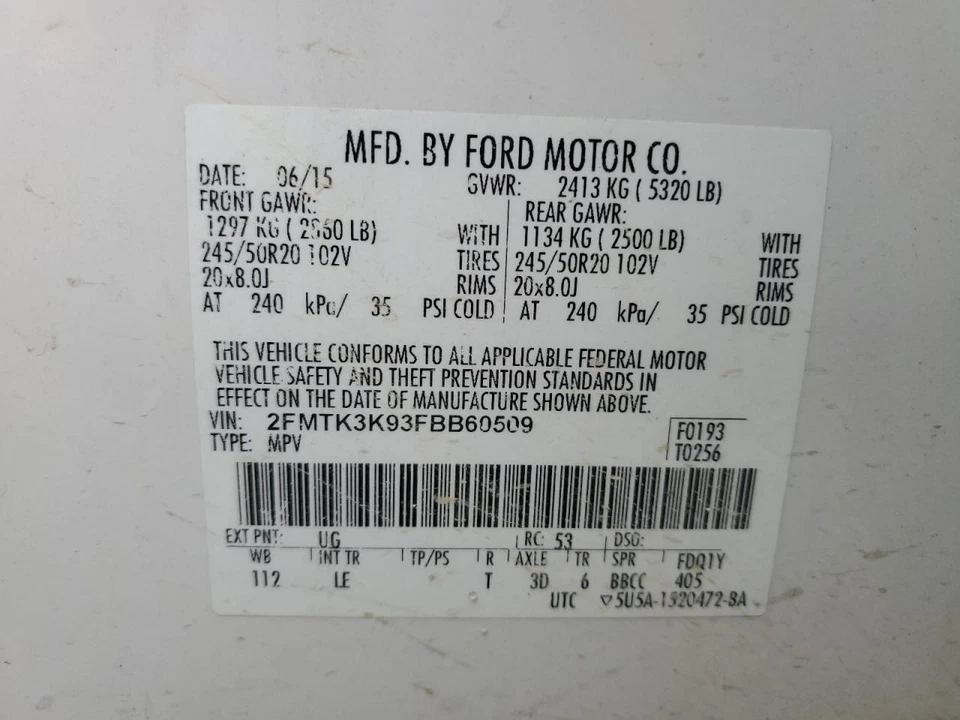 MFD. BY FORD MOTOR CO.
DATE: 06/15 GVWR: 2413 KG ( 5320 LB)
FRONT GAWR: REAR GAWR:
1297 KG ( 2860 LB) WITH 1134 KG ( 2500 LB) WITH
245/50R20 102V TIRES 245/50R20 102V TIRES
20x8.0J RIMS 20x8.0J RIMS
AT 240 kPa/ 35 PSI COLD AT 240 kPa/ 35 PSI COLD
THIS VEHICLE CONFORMS TO ALL APPLICABLE FEDERAL MOTOR
VEHICLE SAFETY AND THEFT PREVENTION STANDARDS IN
EFFECT ON THE DATE OF MANUFACTURE SHOWN ABOVE.
VIN: 2FMTK3K93FBB60509 F0193
TYPE: MPV T0256
EXT PNT: UG RC: 53 DSO:
WB INT TR TP/PS R AXLE TR SPR FDQ1Y
112 LE T 3D 6 BBCC 405
UTC ▽5U5A-1520472-BA